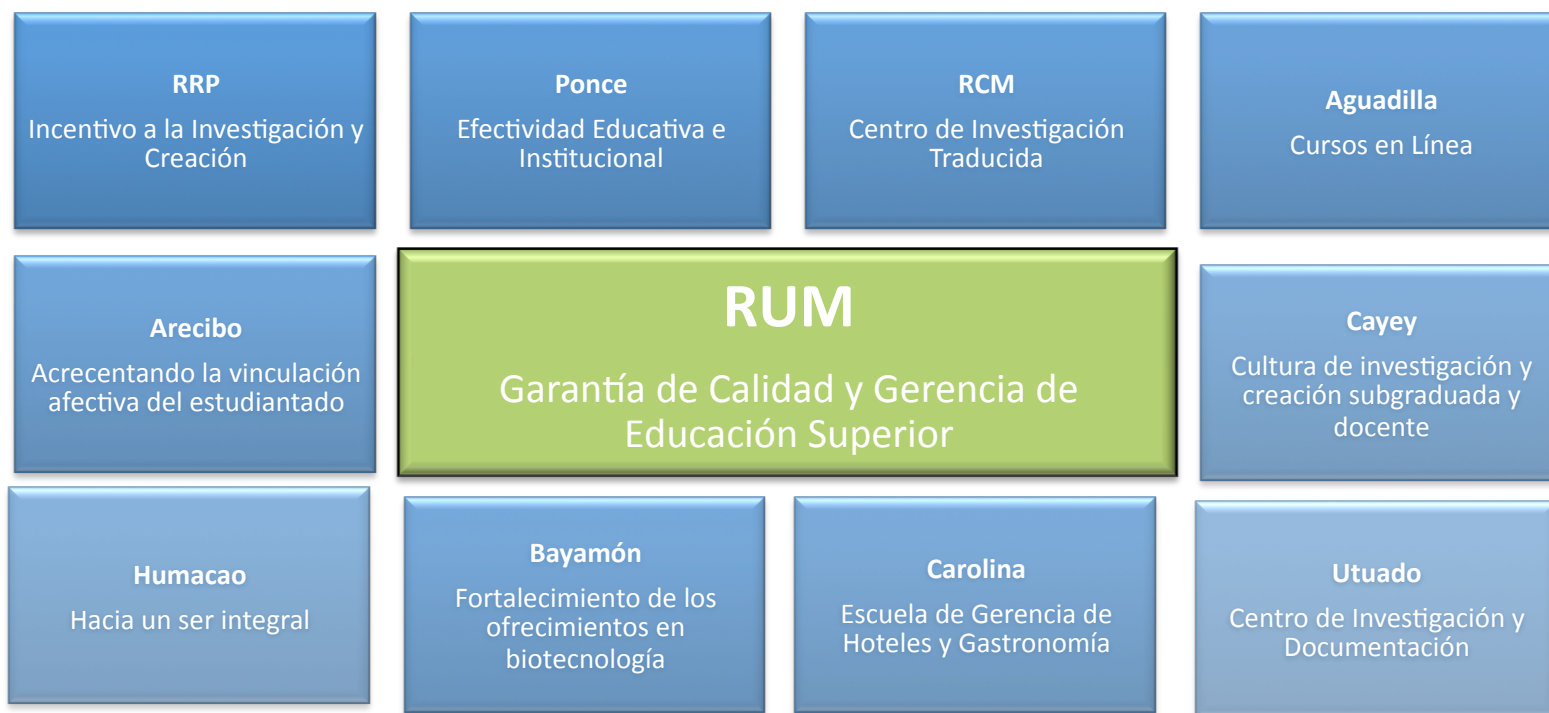 RRP
Incentivo a la Investigación y
Creación
Ponce
Efectividad Educativa e
Institucional
RCM
Centro de Investigación
Traducida
Aguadilla
Cursos en Línea
Arecibo
Acrecentando la vinculación
afectiva del estudiantado
RUM
Garantía de Calidad y Gerencia de
Educación Superior
Cayey
Cultura de investigación y
creación subgraduada y
docente
Humacao
Hacia un ser integral
Bayamón
Fortalecimiento de los
ofrecimientos en
biotecnología
Carolina
Escuela de Gerencia de
Hoteles y Gastronomía
Utuado
Centro de Investigación y
Documentación